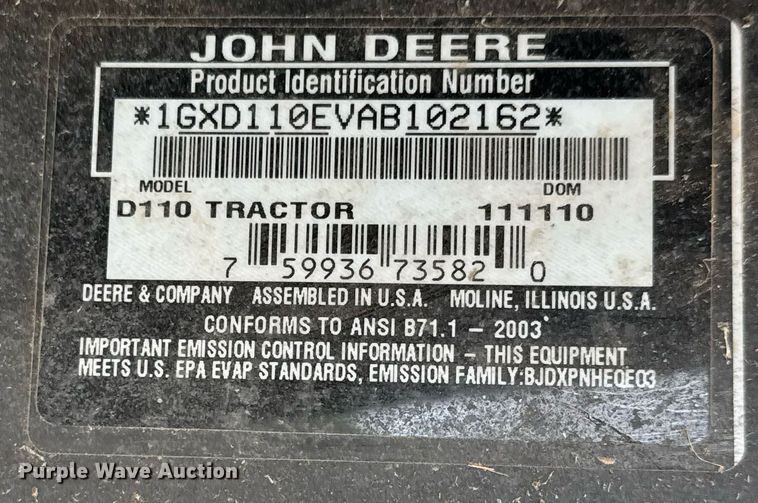 JOHN DEERE
Product Identification Number
*1GXD110EVAB102162*
MODEL DOM
D110 TRACTOR 111110
7 59936 73582 0
DEERE & COMPANY ASSEMBLED IN U.S.A. MOLINE, ILLINOIS U.S.A.
CONFORMS TO ANSI B71.1 – 2003
IMPORTANT EMISSION CONTROL INFORMATION – THIS EQUIPMENT
MEETS U.S. EPA EVAP STANDARDS, EMISSION FAMILY:BJDXPNHEQE03
Purple Wave Auction